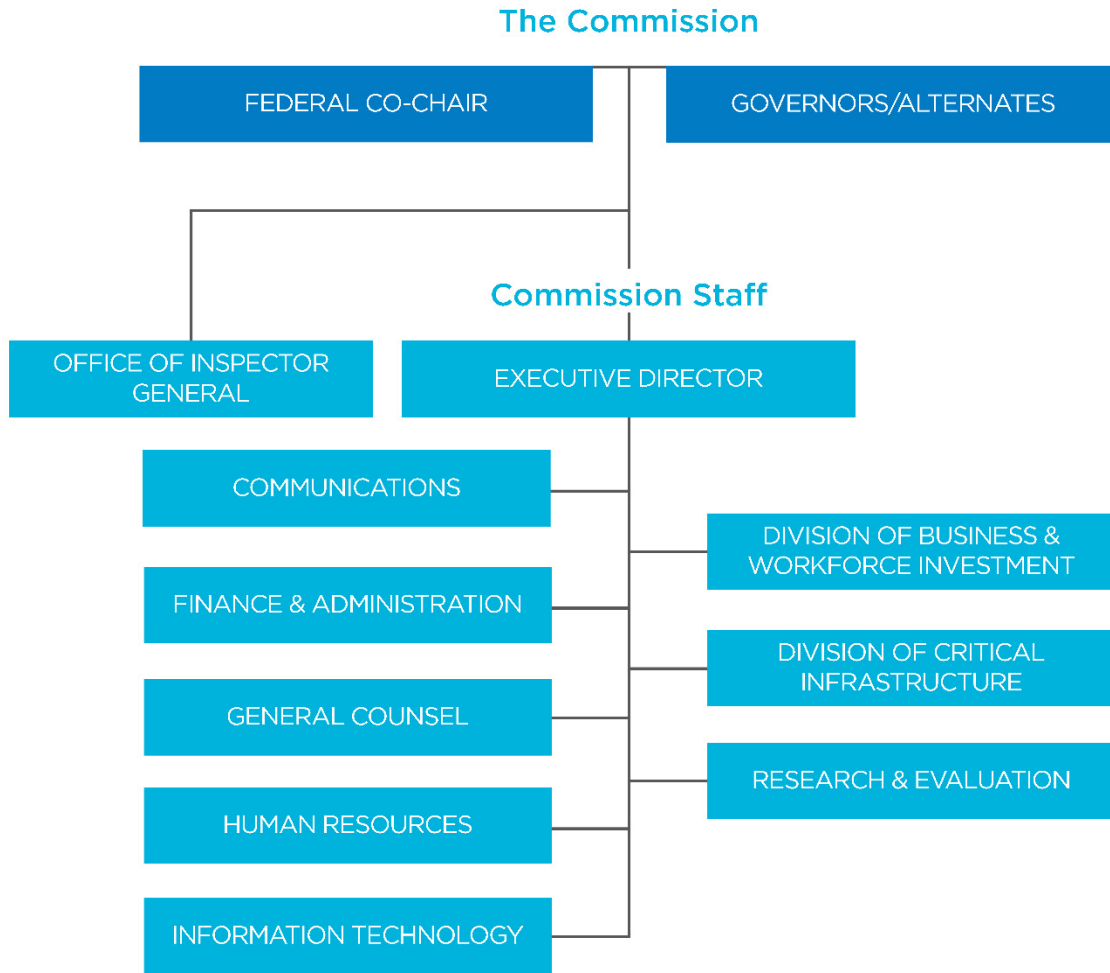 The Commission
FEDERAL CO-CHAIR
GOVERNORS/ALTERNATES
Commission Staff
OFFICE OF INSPECTOR
GENERAL
EXECUTIVE DIRECTOR
COMMUNICATIONS
FINANCE & ADMINISTRATION
GENERAL COUNSEL
HUMAN RESOURCES
INFORMATION TECHNOLOGY
DIVISION OF BUSINESS &
WORKFORCE INVESTMENT
DIVISION OF CRITICAL
INFRASTRUCTURE
RESEARCH & EVALUATION